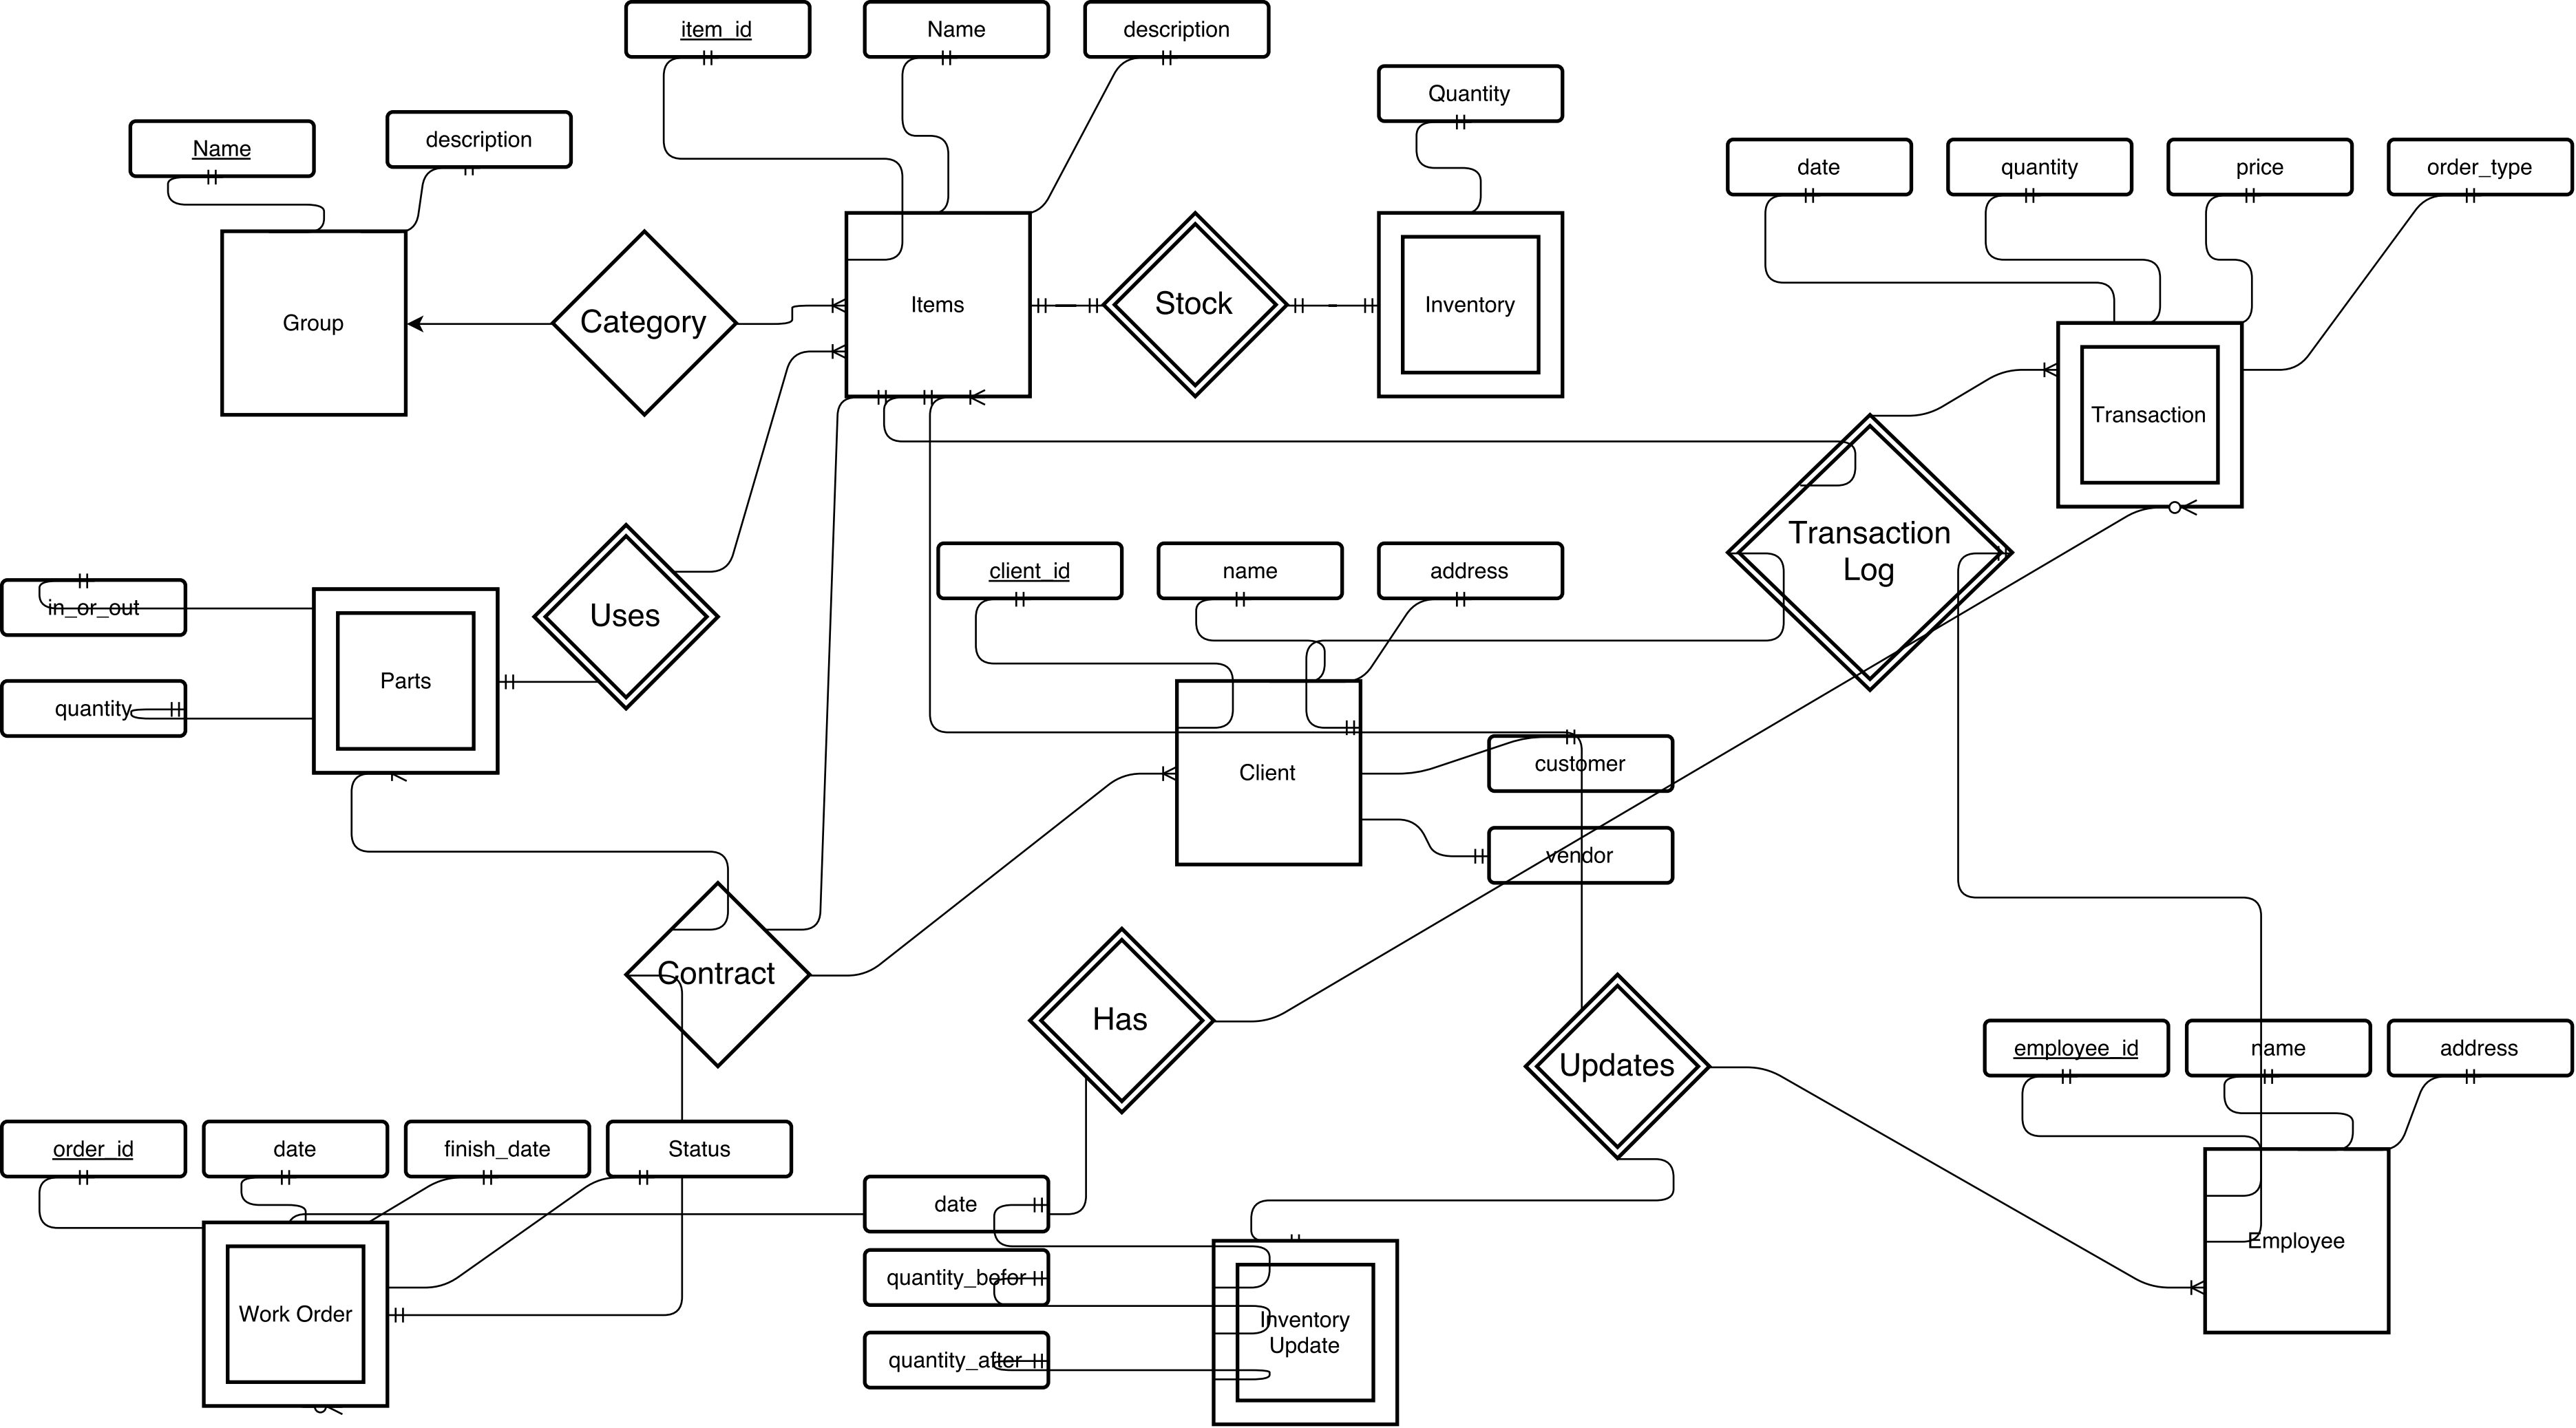 item_id
Name
description
Quantity
Name
description
date
quantity
price
order_type
Group
Category
Items
Stock
Inventory
Transaction
Transaction
Log
client_id
name
address
in_or_out
Uses
Parts
quantity
customer
Client
vendor
Contract
Has
Updates
employee_id
name
address
order_id
date
finish_date
Status
date
quantity_befor
Employee
Work Order
Inventory
Update
quantity_after